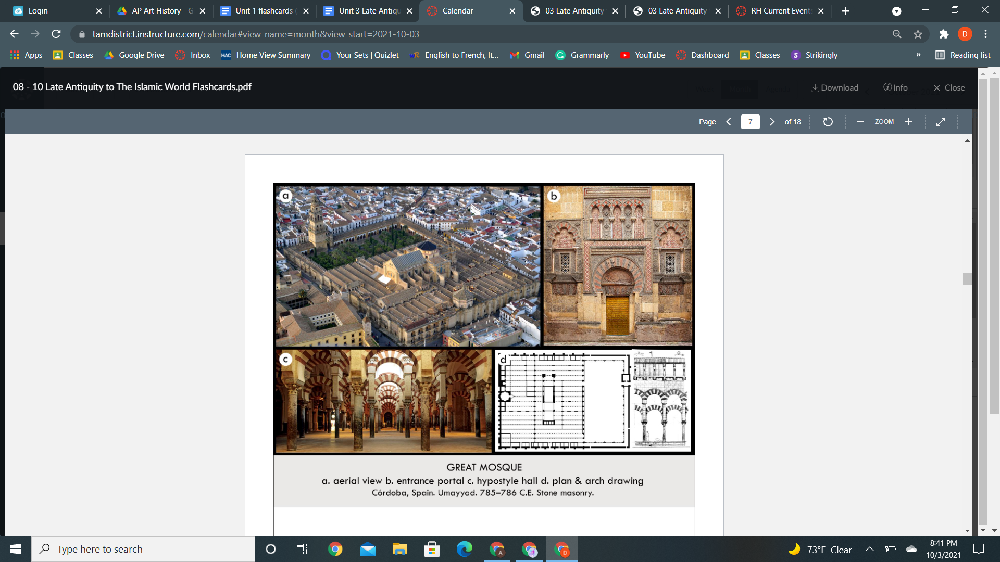 Login
AP Art History - G
Unit 1 flashcards (
Unit 3 Late Antiqu
Calendar
03 Late Antiquity
03 Late Antiquity
RH Current Events
tamdistrict.instructure.com/calendar#view_name=month&view_start=2021-10-03
D
Apps
Classes
Google Drive
Inbox
HAC Home View Summary
Your Sets | Quizlet
English to French, It...
Gmail
Grammarly
YouTube
Dashboard
Classes
S Strikingly
»
Reading list
08 - 10 Late Antiquity to The Islamic World Flashcards.pdf
Download
Info
Close
Page 7 of 18
ZOOM
a
b
c
d
GREAT MOSQUE
a. aerial view b. entrance portal c. hypostyle hall d. plan & arch drawing
Córdoba, Spain. Umayyad. 785–786 C.E. Stone masonry.
Type here to search
A
D
73°F Clear
8:41 PM
10/3/2021